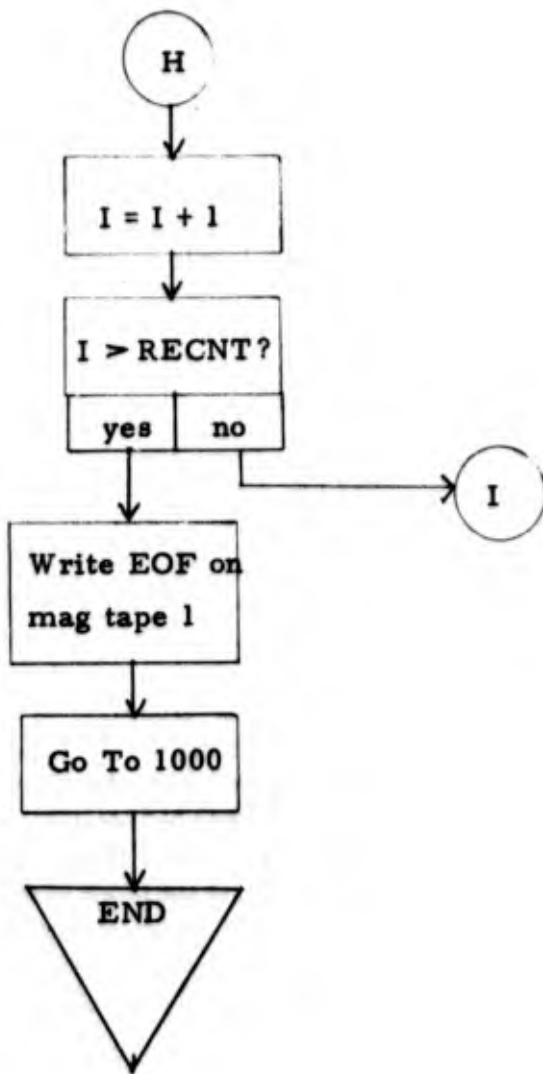 H
I = I + 1
I > RECNT?
yes no
I
Write EOF on
mag tape 1
Go To 1000
END